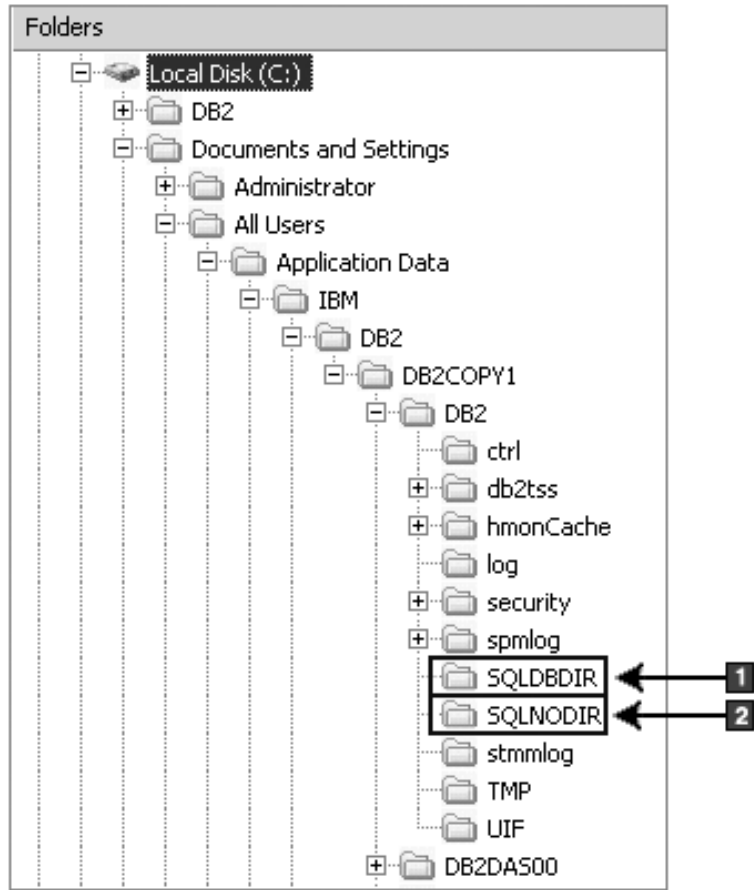 Folders
Local Disk (C:)
DB2
Documents and Settings
Administrator
All Users
Application Data
IBM
DB2
DB2COPY1
DB2
ctrl
db2tss
hmonCache
log
security
spmlog
SQLDBDIR 1
SQLNODIR 2
stmmlog
TMP
UIF
DB2DAS00